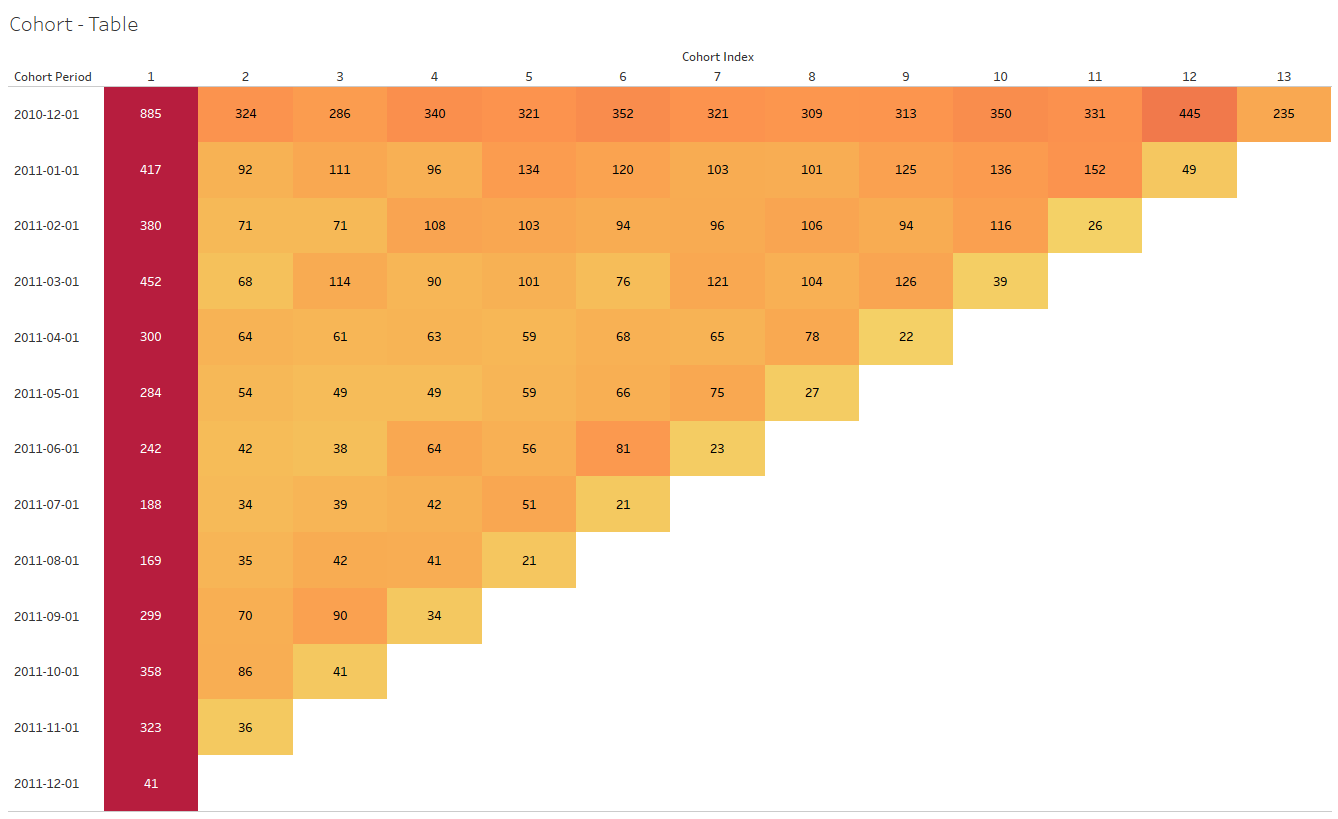 Cohort - Table
Cohort Index
Cohort Period 1 2 3 4 5 6 7 8 9 10 11 12 13
2010-12-01 885 324 286 340 321 352 321 309 313 350 331 445 235
2011-01-01 417 92 111 96 134 120 103 101 125 136 152 49
2011-02-01 380 71 71 108 103 94 96 106 94 116 26
2011-03-01 452 68 114 90 101 76 121 104 126 39
2011-04-01 300 64 61 63 59 68 65 78 22
2011-05-01 284 54 49 49 59 66 75 27
2011-06-01 242 42 38 64 56 81 23
2011-07-01 188 34 39 42 51 21
2011-08-01 169 35 42 41 21
2011-09-01 299 70 90 34
2011-10-01 358 86 41
2011-11-01 323 36
2011-12-01 41